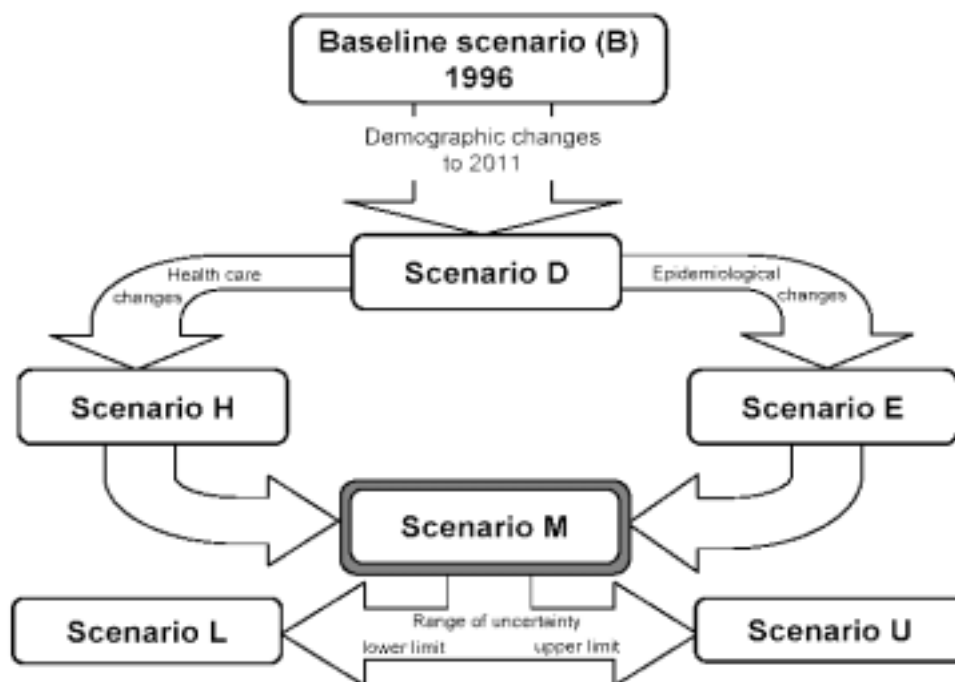 Baseline scenario (B)
1996
Demographic changes
to 2011
Scenario D
Health care
changes
Epidemiological
changes
Scenario H
Scenario E
Scenario M
Range of uncertainty
lower limit
upper limit
Scenario L
Scenario U